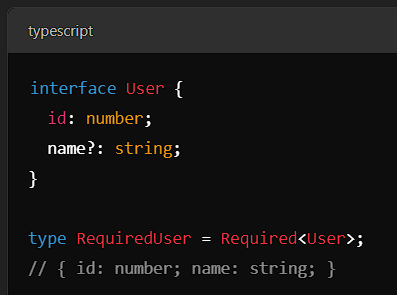 typescript
interface User {
  id: number;
  name?: string;
}
type RequiredUser = Required<User>;
// { id: number; name: string; }